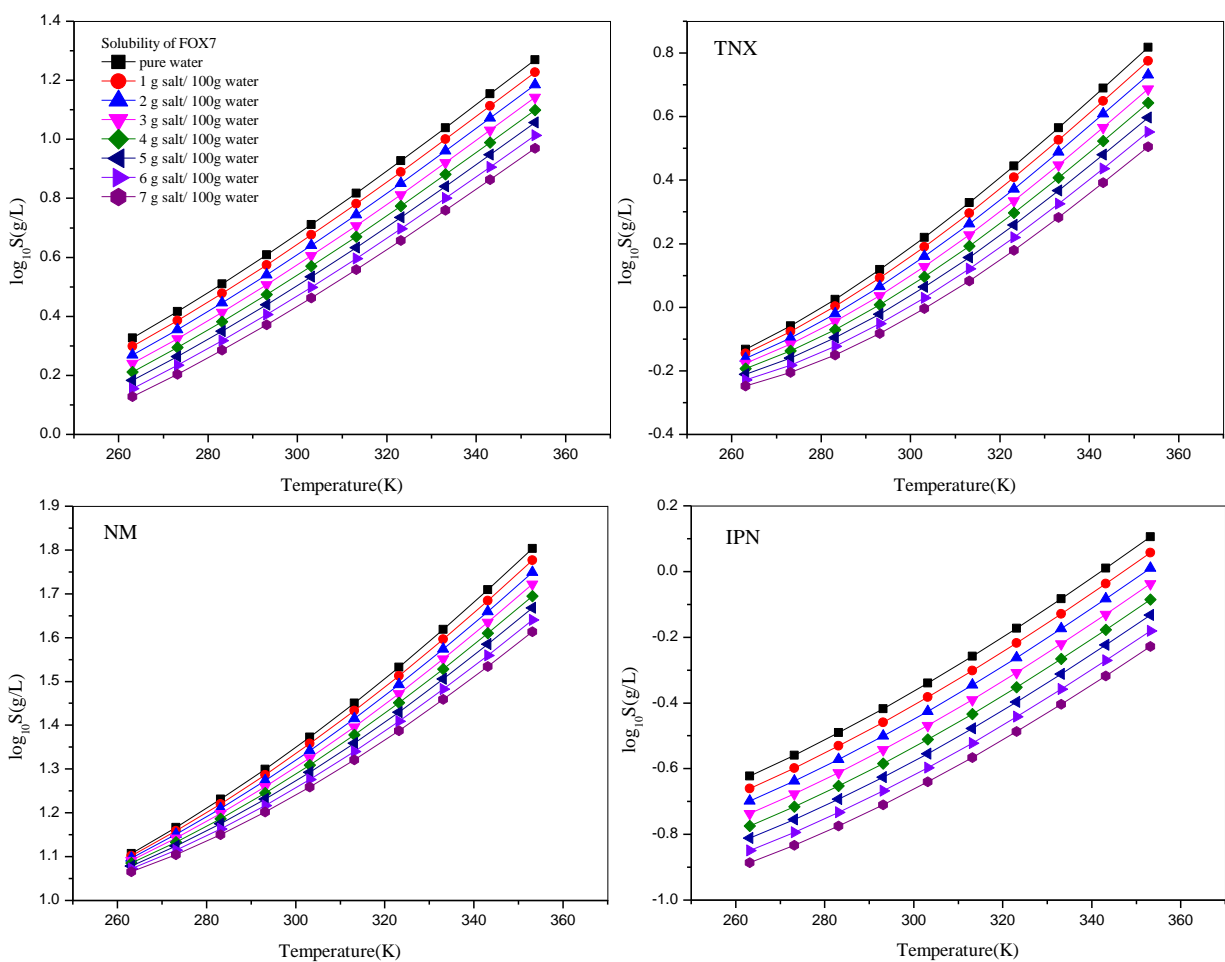 Solubility of FOX7
pure water
1 g salt/ 100g water
2 g salt/ 100g water
3 g salt/ 100g water
4 g salt/ 100g water
5 g salt/ 100g water
6 g salt/ 100g water
7 g salt/ 100g water
1.4
1.2
1.0
0.8
0.6
0.4
0.2
0.0
log10S(g/L)
260 280 300 320 340 360
Temperature(K)
TNX
0.8
0.6
0.4
0.2
0.0
-0.2
-0.4
log10S(g/L)
260 280 300 320 340 360
Temperature(K)
NM
1.9
1.8
1.7
1.6
1.5
1.4
1.3
1.2
1.1
1.0
log10S(g/L)
260 280 300 320 340 360
Temperature(K)
IPN
0.2
0.0
-0.2
-0.4
-0.6
-0.8
-1.0
log10S(g/L)
260 280 300 320 340 360
Temperature(K)